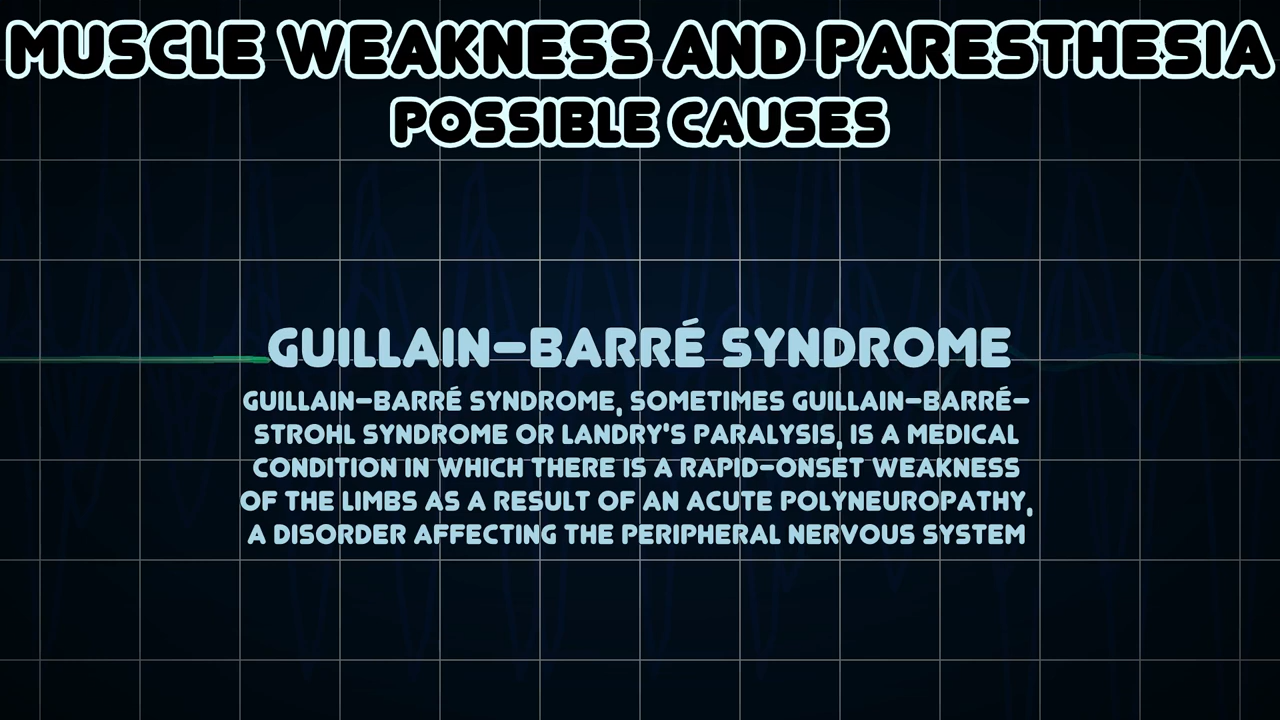 MUSCLE WEAKNESS AND PARESTHESIA
POSSIBLE CAUSES
GUILLAIN–BARRÉ SYNDROME
GUILLAIN–BARRÉ SYNDROME, SOMETIMES GUILLAIN–BARRÉ–
STROHL SYNDROME OR LANDRY'S PARALYSIS, IS A MEDICAL
CONDITION IN WHICH THERE IS A RAPID-ONSET WEAKNESS
OF THE LIMBS AS A RESULT OF AN ACUTE POLYNEUROPATHY,
A DISORDER AFFECTING THE PERIPHERAL NERVOUS SYSTEM